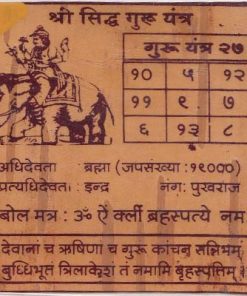 श्री सिद्ध गुरू यंत्र
गुरू यंत्र २७
१० ५ १२
११ ९ ७
६ १३ ८
अधिदेवता ब्रह्मा (जपसंख्या :१९०००)
प्रत्यधिदेवता : इन्द्र नग: पुखराज
बोल मंत्र : ॐ ऐं क्लीं ब्रहस्पत्ये नम
देवानां च ऋषिणा च गुरू कांचन सन्निभम्
बुध्धिभूत त्रिलाकेश तं नमामि बृहस्पतिम्